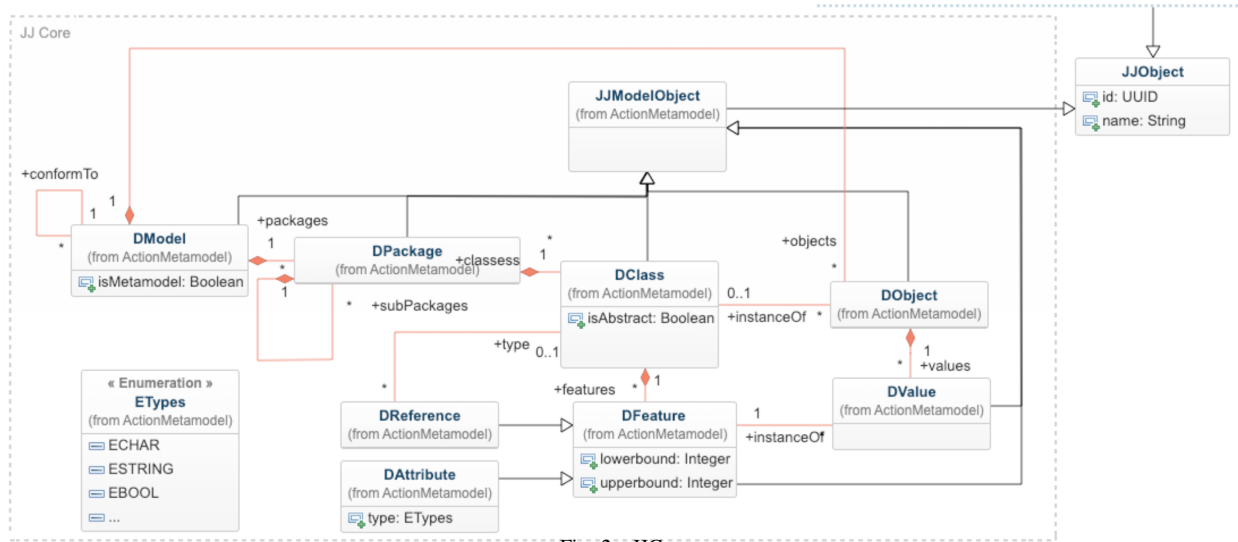 JJ Core
JJObject
id: UUID
name: String
JJModelObject
(from ActionMetamodel)
+conformTo
1
1
*
DModel
(from ActionMetamodel)
isMetamodel: Boolean
+packages
1
*
DPackage
(from ActionMetamodel)
1
*
+subPackages
+classess
*
1
DClass
(from ActionMetamodel)
isAbstract: Boolean
+objects
*
0..1
+instanceOf
*
DObject
(from ActionMetamodel)
+type
0..1
*
1
*
+values
+features
*
1
« Enumeration »
ETypes
(from ActionMetamodel)
ECHAR
ESTRING
EBOOL
...
DReference
(from ActionMetamodel)
DAttribute
(from ActionMetamodel)
type: ETypes
DFeature
(from ActionMetamodel)
lowerbound: Integer
upperbound: Integer
1
+instanceOf
*
DValue
(from ActionMetamodel)